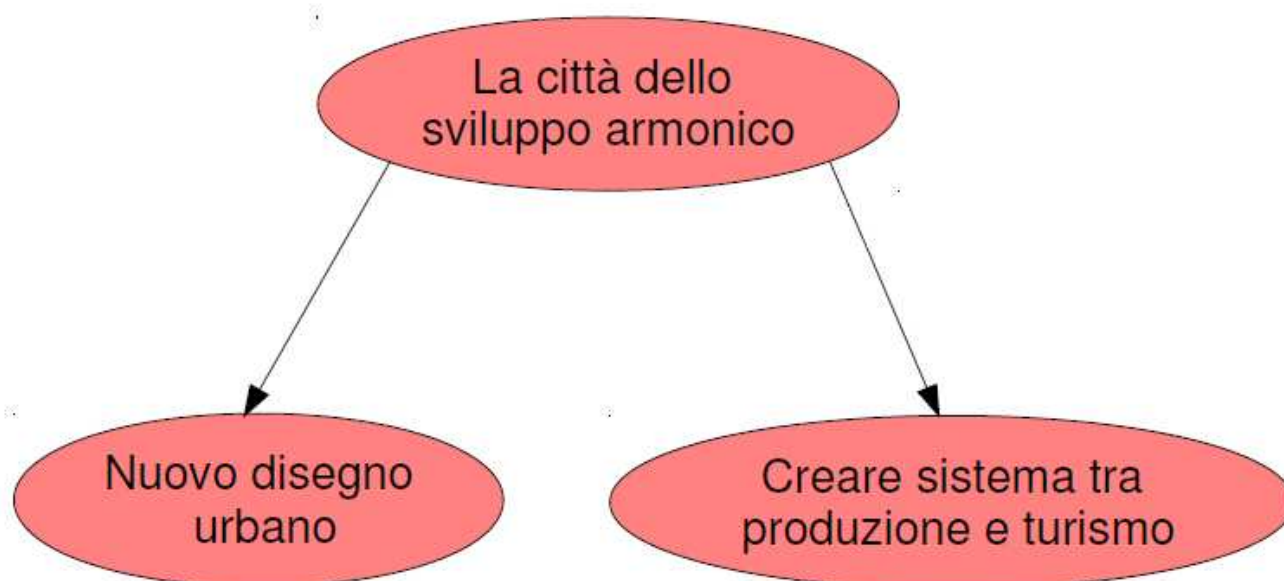 La città dello
sviluppo armonico
Nuovo disegno
urbano
Creare sistema tra
produzione e turismo